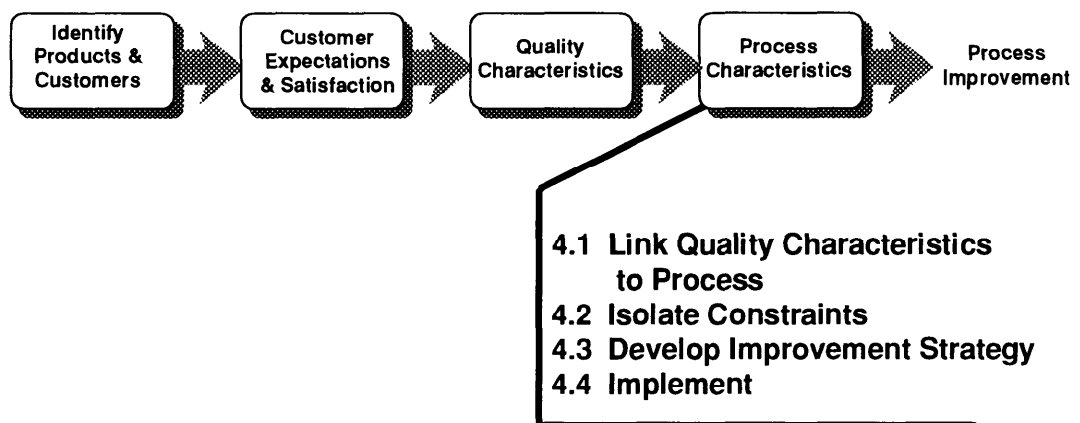 Identify
Products &
Customers
Customer
Expectations
& Satisfaction
Quality
Characteristics
Process
Characteristics
Process
Improvement
4.1 Link Quality Characteristics
to Process
4.2 Isolate Constraints
4.3 Develop Improvement Strategy
4.4 Implement